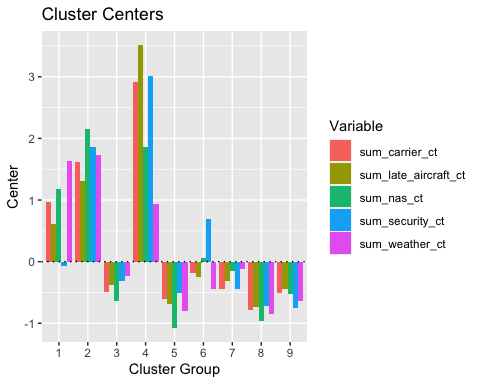 Cluster Centers
3
2
1
0
-1
Center
1 2 3 4 5 6 7 8 9
Cluster Group
Variable
sum_carrier_ct
sum_late_aircraft_ct
sum_nas_ct
sum_security_ct
sum_weather_ct